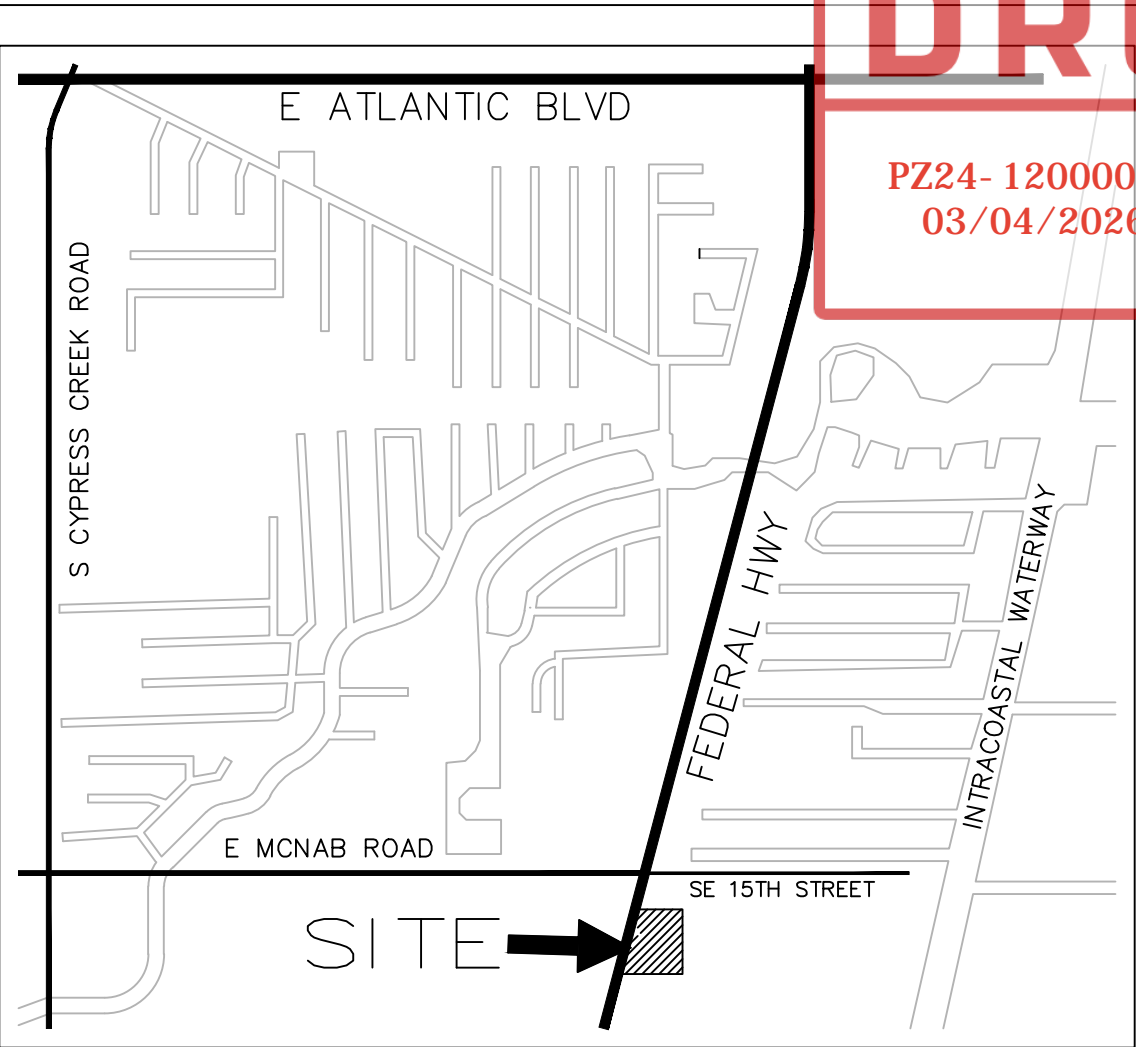 E ATLANTIC BLVD
PZ24- 120000
03/04/2026
S CYPRESS CREEK ROAD
FEDERAL HWY
INTRACOASTAL WATERWAY
E MCNAB ROAD
SE 15TH STREET
SITE